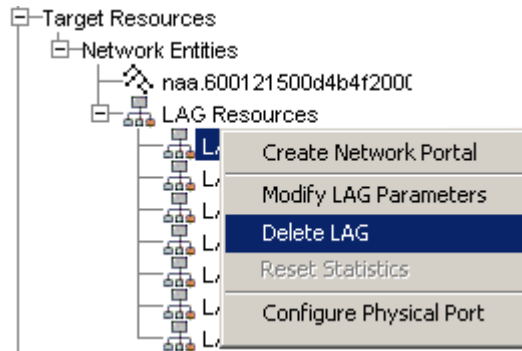 Target Resources
Network Entities
naa.600121500d4b4f200
LAG Resources
Create Network Portal
Modify LAG Parameters
Delete LAG
Reset Statistics
Configure Physical Port